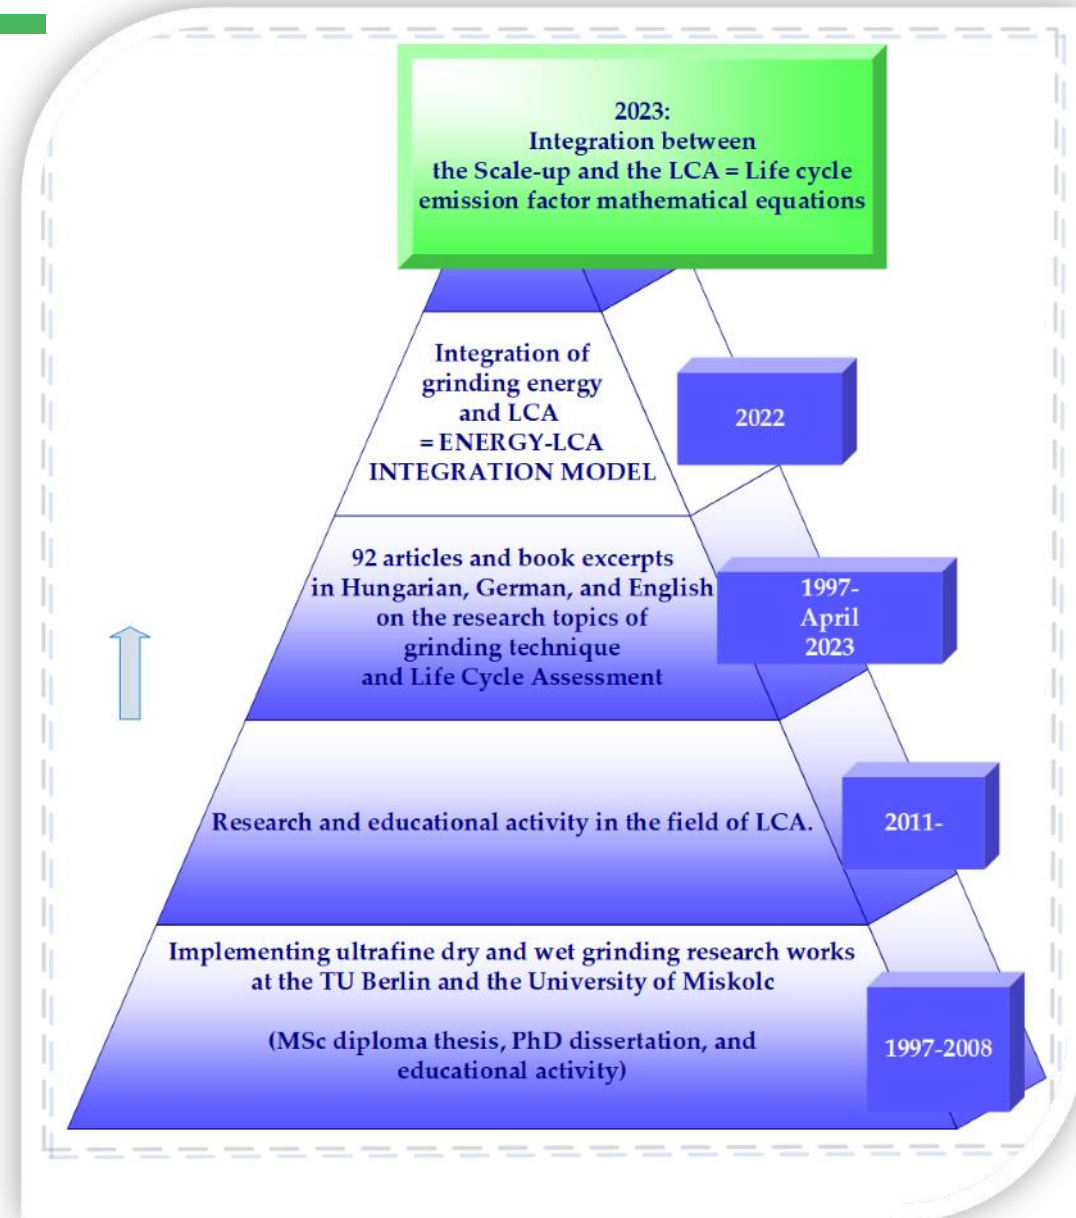 2023:
Integration between
the Scale-up and the LCA = Life cycle
emission factor mathematical equations
Integration of
grinding energy
and LCA
= ENERGY-LCA
INTEGRATION MODEL
2022
92 articles and book excerpts
in Hungarian, German, and English
on the research topics of
grinding technique
and Life Cycle Assessment
1997-
April
2023
Research and educational activity in the field of LCA.
2011-
Implementing ultrafine dry and wet grinding research works
at the TU Berlin and the University of Miskolc
(MSc diploma thesis, PhD dissertation, and
educational activity)
1997-2008